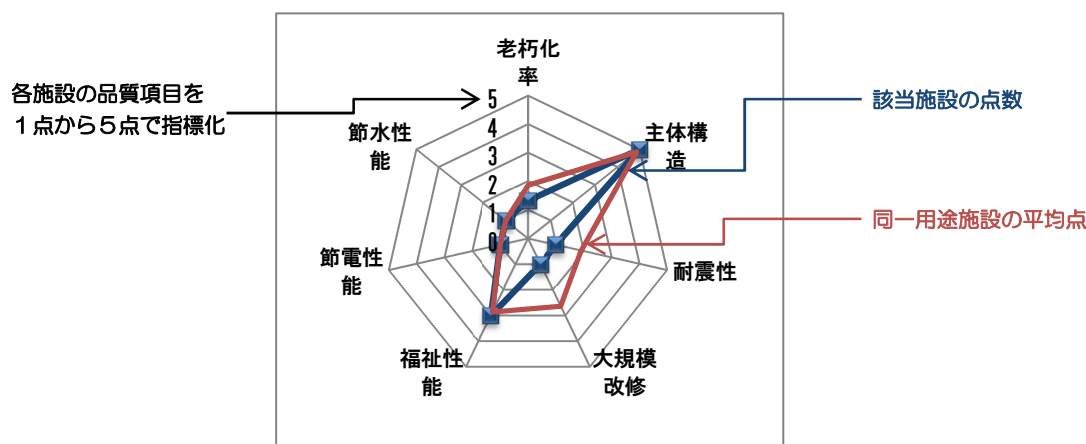 老朽化
率
各施設の品質項目を
１点から５点で指標化
5
4
3
2
1
0
該当施設の点数
節水性
能
主体構
造
同一用途施設の平均点
節電性
能
耐震性
福祉性
能
大規模
改修